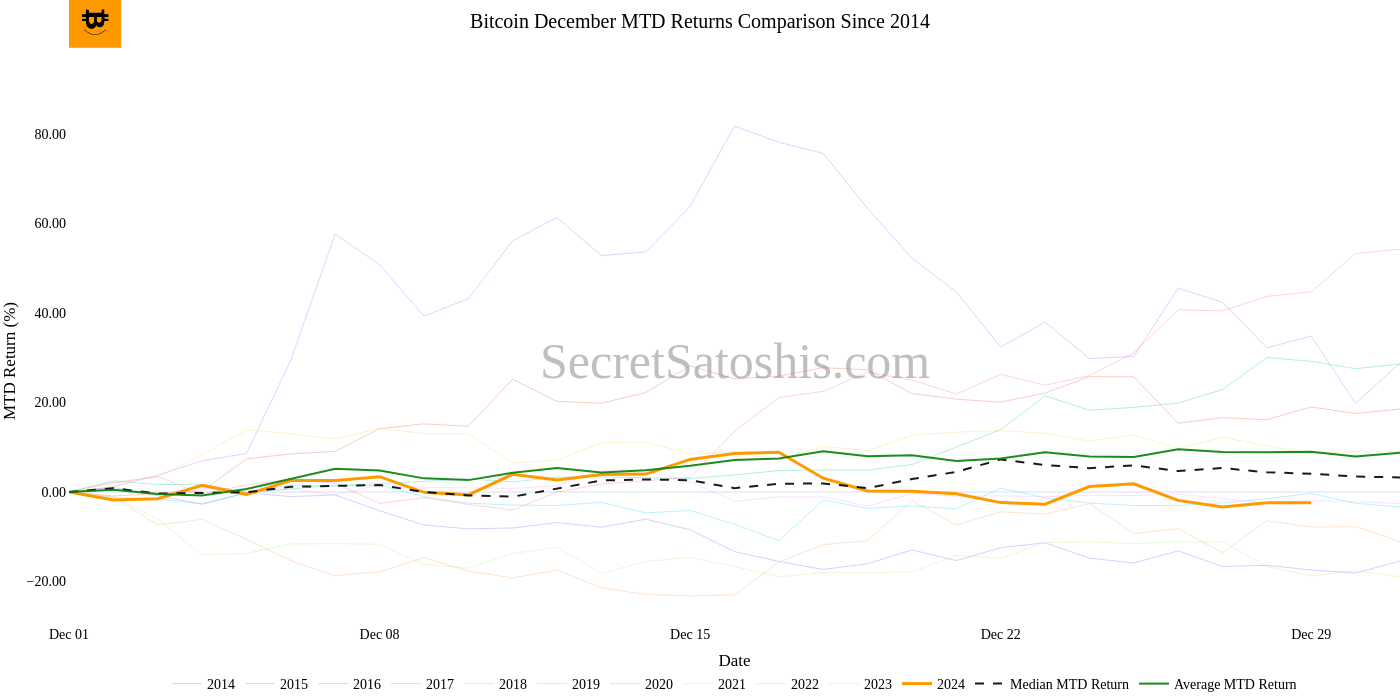 Bitcoin December MTD Returns Comparison Since 2014
80.00
60.00
40.00
20.00
0.00
−20.00
MTD Return (%)
SecretSatoshis.com
Dec 01 Dec 08 Dec 15 Dec 22 Dec 29
Date
2014 2015 2016 2017 2018 2019 2020 2021 2022 2023 2024 Median MTD Return Average MTD Return